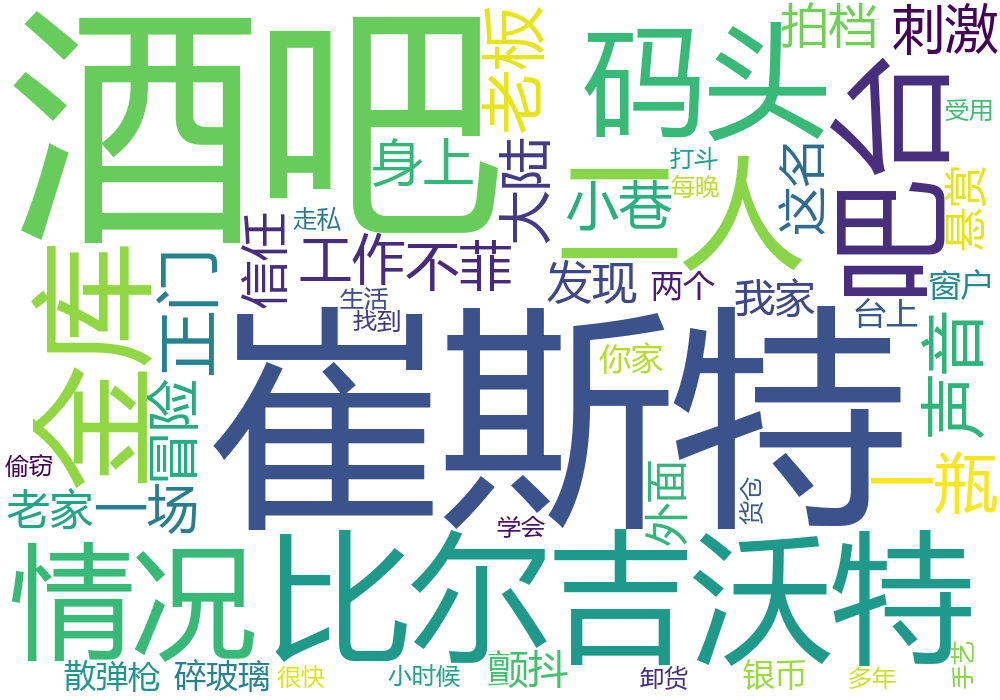 酒吧
老板
码头
拍档
刺激
受用
身上
大陆
打斗
每晚
二人
小巷
这名
吧台
悬赏
走私
信任
工作
不菲
金库
正门
生活
找到
发现
两个
我家
台上
窗户
崔斯特
你家
声音
冒险
偷窃
老家
一场
学会
外面
货仓
一瓶
情况
比尔吉沃特
散弹枪
碎玻璃
很快
小时候
颤抖
卸货
银币
多年
手艺